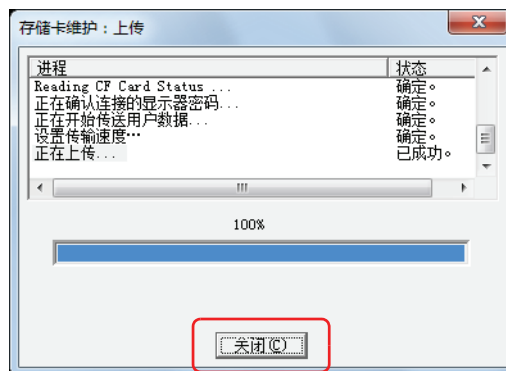 存储卡维护：上传
进程 状态
Reading CF Card Status ... 确定。
正在确认连接的显示器密码... 确定。
正在开始传送用户数据... 确定。
设置传输速度… 确定。
正在上传... 已成功。
100%
关闭(C)